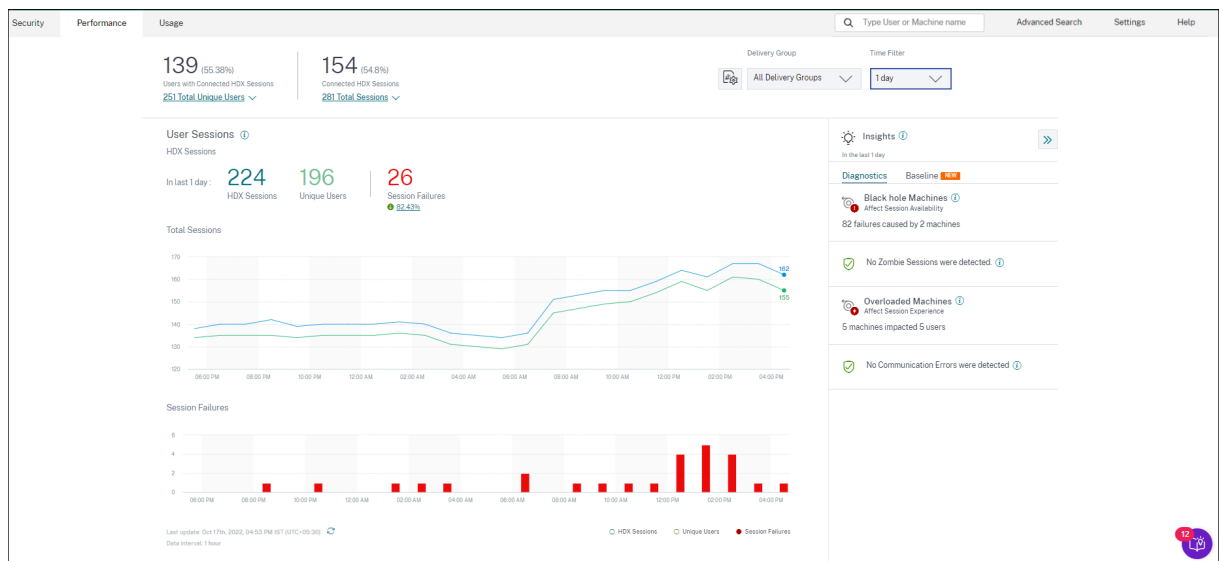 Security Performance Usage Type User or Machine name Advanced Search Settings Help
139 (55.38%)
Users with Connected HDX Sessions
251 Total Unique Users
154 (54.8%)
Connected HDX Sessions
281 Total Sessions
Delivery Group
All Delivery Groups
Time Filter
1 day
User Sessions
HDX Sessions
In last 1 day :
224
HDX Sessions
196
Unique Users
26
Session Failures
82.43%
Total Sessions
170
160
150
140
130
120
162
155
06:00 PM 08:00 PM 10:00 PM 12:00 AM 02:00 AM 04:00 AM 06:00 AM 08:00 AM 10:00 AM 12:00 PM 02:00 PM 04:00 PM
Session Failures
6
4
2
0
06:00 PM 08:00 PM 10:00 PM 12:00 AM 02:00 AM 04:00 AM 06:00 AM 08:00 AM 10:00 AM 12:00 PM 02:00 PM 04:00 PM
Last update: Oct 17th, 2022, 04:53 PM IST (UTC+05:30)
Data interval: 1 hour
HDX Sessions Unique Users Session Failures
Insights
In the last 1 day
Diagnostics Baseline NEW
Black hole Machines
Affect Session Availability
82 failures caused by 2 machines
No Zombie Sessions were detected.
Overloaded Machines
Affect Session Experience
5 machines impacted 5 users
No Communication Errors were detected
12